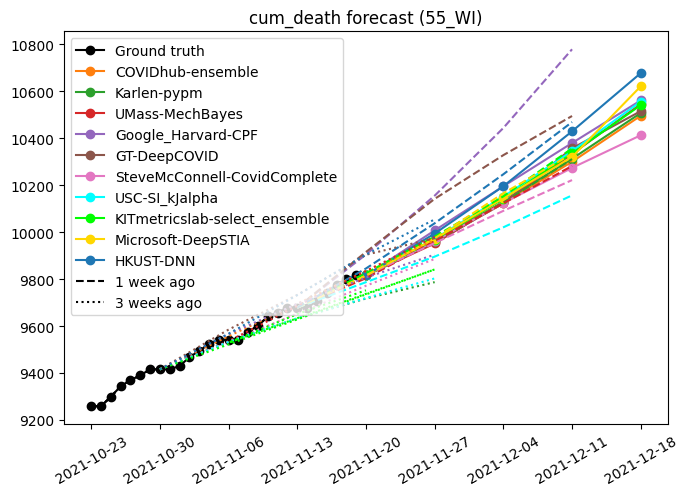 cum_death forecast (55_WI)
10800
10600
10400
10200
10000
9800
9600
9400
9200
Ground truth
COVIDhub-ensemble
Karlen-pypm
UMass-MechBayes
Google_Harvard-CPF
GT-DeepCOVID
SteveMcConnell-CovidComplete
USC-SI_kJalpha
KITmetricslab-select_ensemble
Microsoft-DeepSTIA
HKUST-DNN
1 week ago
3 weeks ago
2021-10-23
2021-10-30
2021-11-06
2021-11-13
2021-11-20
2021-11-27
2021-12-04
2021-12-11
2021-12-18